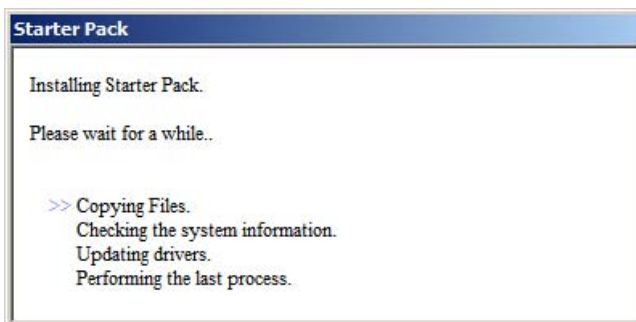 Starter Pack
Installing Starter Pack.
Please wait for a while..
>> Copying Files.
Checking the system information.
Updating drivers.
Performing the last process.